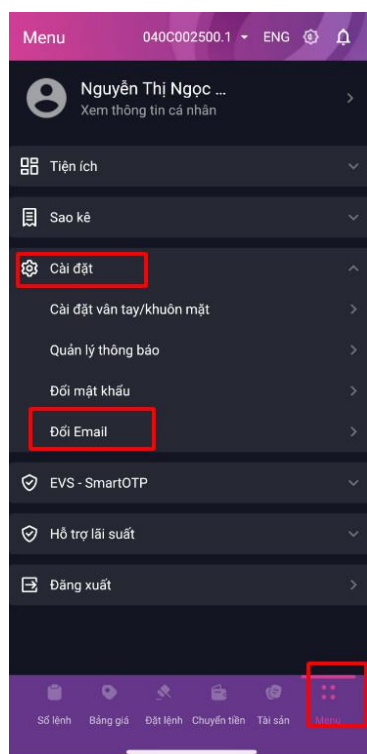 Menu 040C002500.1 ENG
Nguyễn Thị Ngọc ...
Xem thông tin cá nhân
Tiện ích
Sao kê
Cài đặt
Cài đặt vân tay/khuôn mặt
Quản lý thông báo
Đổi mật khẩu
Đổi Email
EVS - SmartOTP
Hỗ trợ lãi suất
Đăng xuất
Sổ lệnh Bảng giá Đặt lệnh Chuyển tiền Tài sản Menu